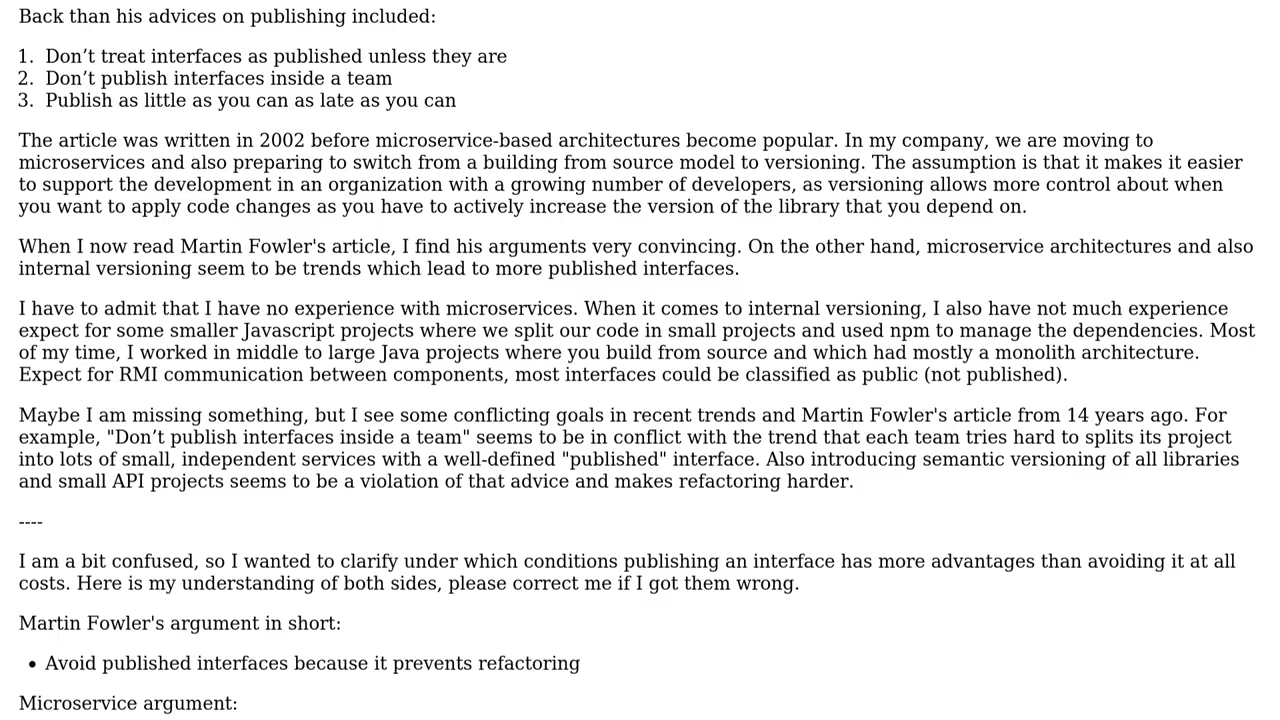 Back than his advices on publishing included:
1. Don’t treat interfaces as published unless they are
2. Don’t publish interfaces inside a team
3. Publish as little as you can as late as you can
The article was written in 2002 before microservice-based architectures become popular. In my company, we are moving to
microservices and also preparing to switch from a building from source model to versioning. The assumption is that it makes it easier
to support the development in an organization with a growing number of developers, as versioning allows more control about when
you want to apply code changes as you have to actively increase the version of the library that you depend on.
When I now read Martin Fowler's article, I find his arguments very convincing. On the other hand, microservice architectures and also
internal versioning seem to be trends which lead to more published interfaces.
I have to admit that I have no experience with microservices. When it comes to internal versioning, I also have not much experience
expect for some smaller Javascript projects where we split our code in small projects and used npm to manage the dependencies. Most
of my time, I worked in middle to large Java projects where you build from source and which had mostly a monolith architecture.
Expect for RMI communication between components, most interfaces could be classified as public (not published).
Maybe I am missing something, but I see some conflicting goals in recent trends and Martin Fowler's article from 14 years ago. For
example, "Don’t publish interfaces inside a team" seems to be in conflict with the trend that each team tries hard to splits its project
into lots of small, independent services with a well-defined "published" interface. Also introducing semantic versioning of all libraries
and small API projects seems to be a violation of that advice and makes refactoring harder.
----
I am a bit confused, so I wanted to clarify under which conditions publishing an interface has more advantages than avoiding it at all
costs. Here is my understanding of both sides, please correct me if I got them wrong.
Martin Fowler's argument in short:
• Avoid published interfaces because it prevents refactoring
Microservice argument: